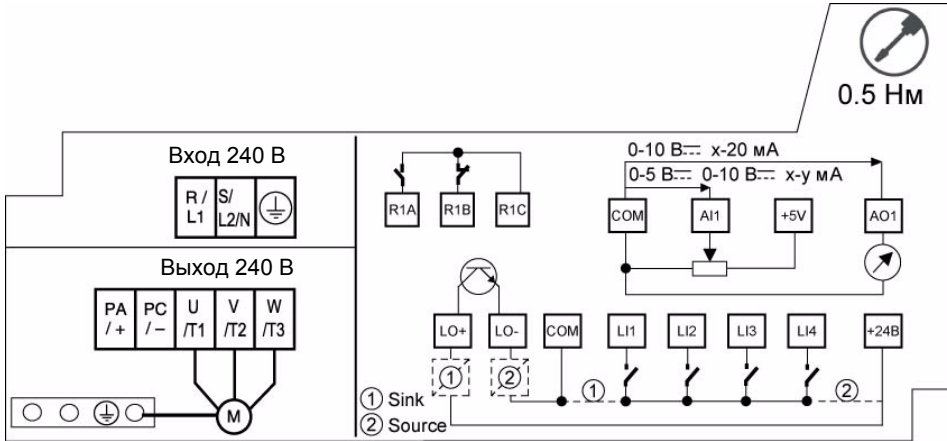 0.5 Нм
Вход 240 В
R / L1
S/ L2/N
Выход 240 В
PA / +
PC / –
U /T1
V /T2
W /T3
M
R1A R1B R1C
0-10 В x-20 мА
0-5 В 0-10 В x-y мА
COM AI1 +5V AO1
LO+ LO- COM LI1 LI2 LI3 LI4 +24В
1 2
1 2
① Sink
② Source